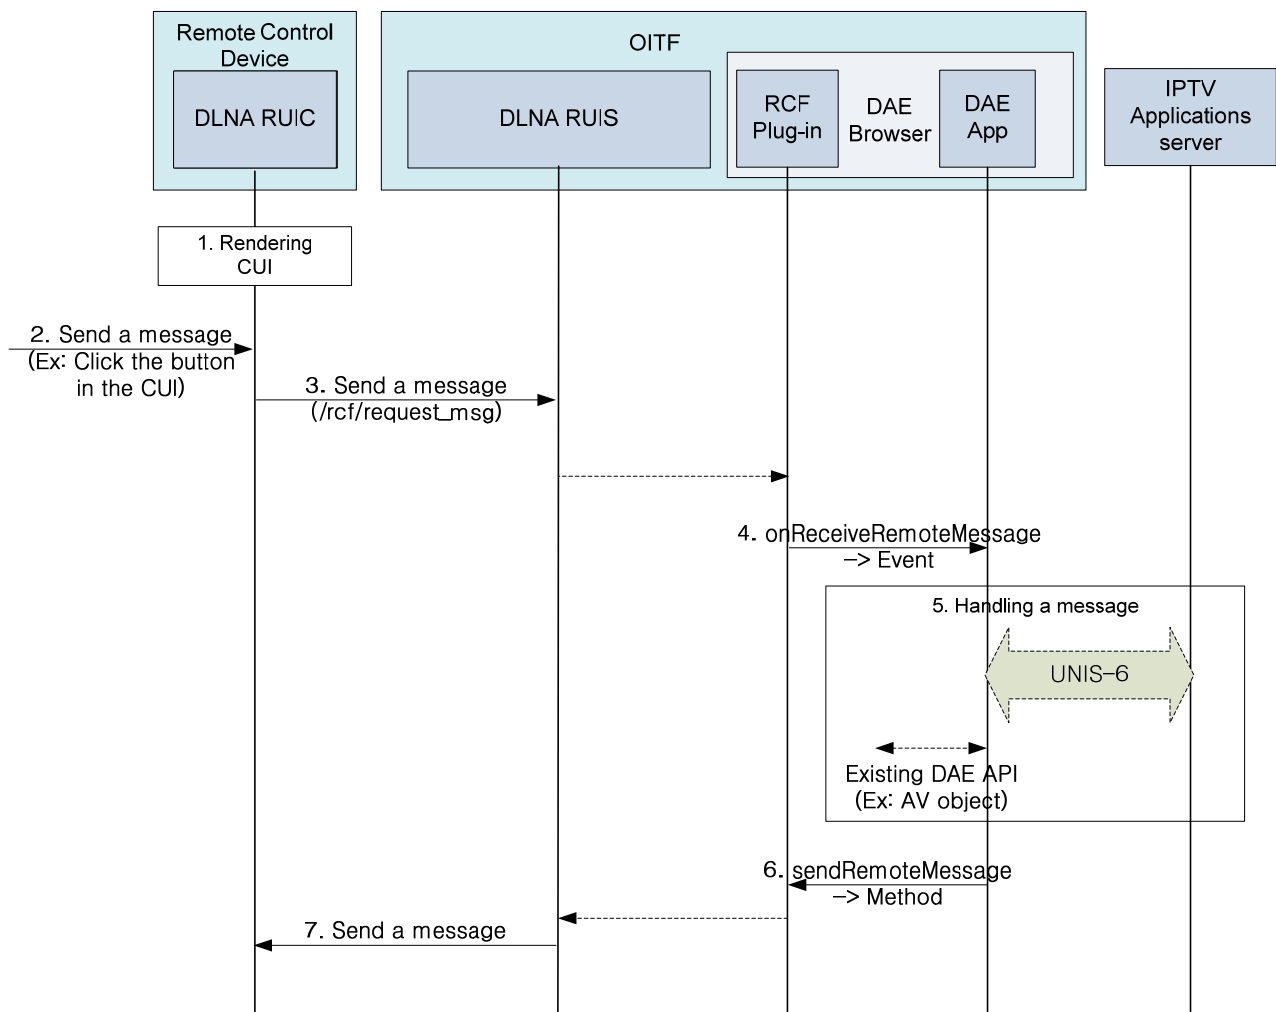 Remote Control
Device
DLNA RUIC
OITF
DLNA RUIS
RCF
Plug-in
DAE
Browser
DAE
App
IPTV
Applications
server
1. Rendering
CUI
2. Send a message
(Ex: Click the button
in the CUI)
3. Send a message
(/rcf/request_msg)
4. onReceiveRemoteMessage
–> Event
5. Handling a message
UNIS–6
Existing DAE API
(Ex: AV object)
6. sendRemoteMessage
–> Method
7. Send a message